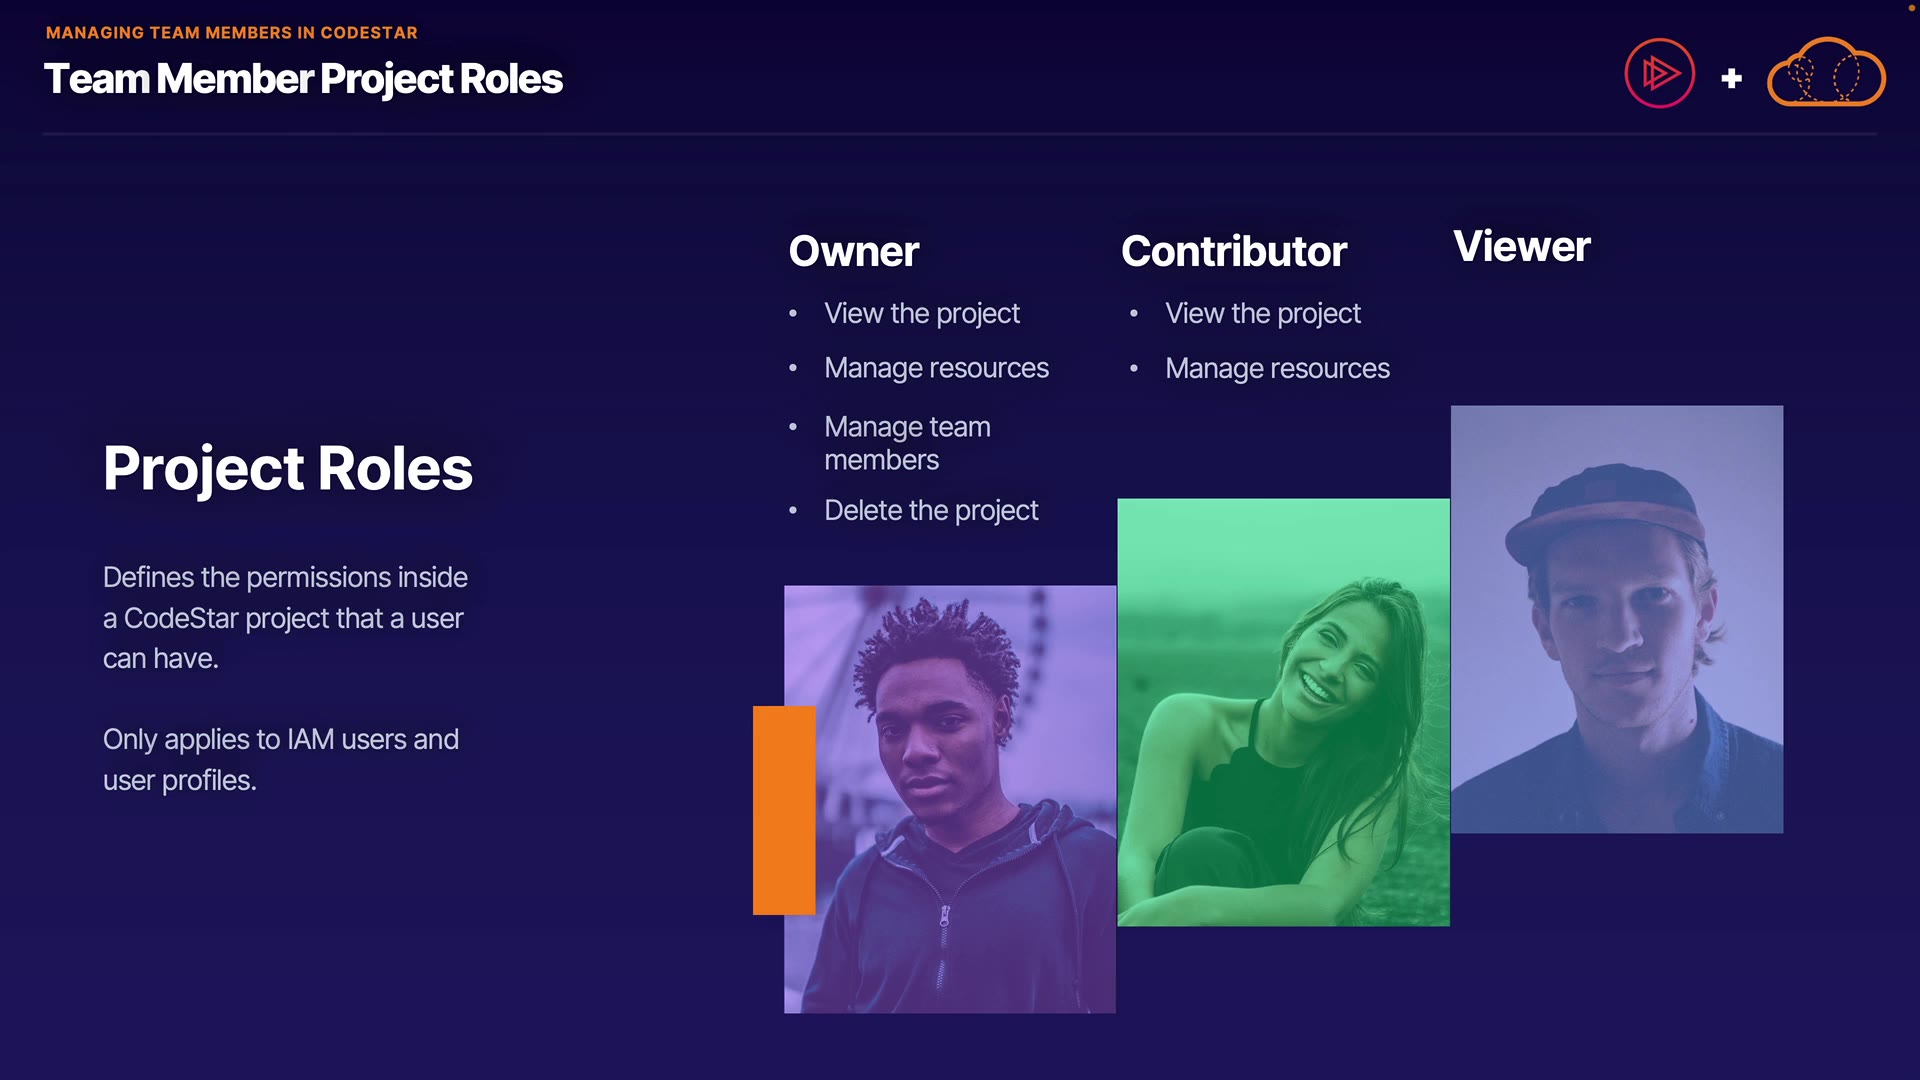 MANAGING TEAM MEMBERS IN CODESTAR
Team Member Project Roles
+
Project Roles
Defines the permissions inside
a CodeStar project that a user
can have.
Only applies to IAM users and
user profiles.
Owner
• View the project
• Manage resources
• Manage team
members
• Delete the project
Contributor
• View the project
• Manage resources
Viewer